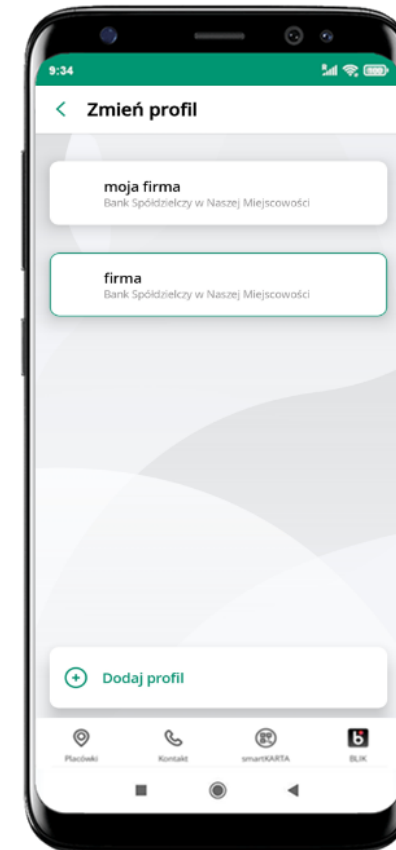 9:34
Zmień profil
moja firma
Bank Spółdzielczy w Naszej Miejscowości
firma
Bank Spółdzielczy w Naszej Miejscowości
Dodaj profil
Placówki Kontakt smartKARTA BLIK